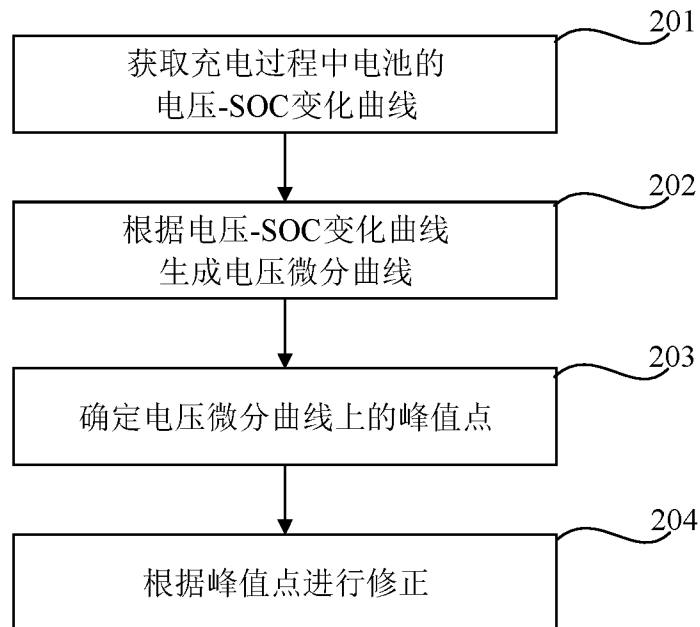 201
获取充电过程中电池的
电压-SOC变化曲线
202
根据电压-SOC变化曲线
生成电压微分曲线
203
确定电压微分曲线上的峰值点
204
根据峰值点进行修正